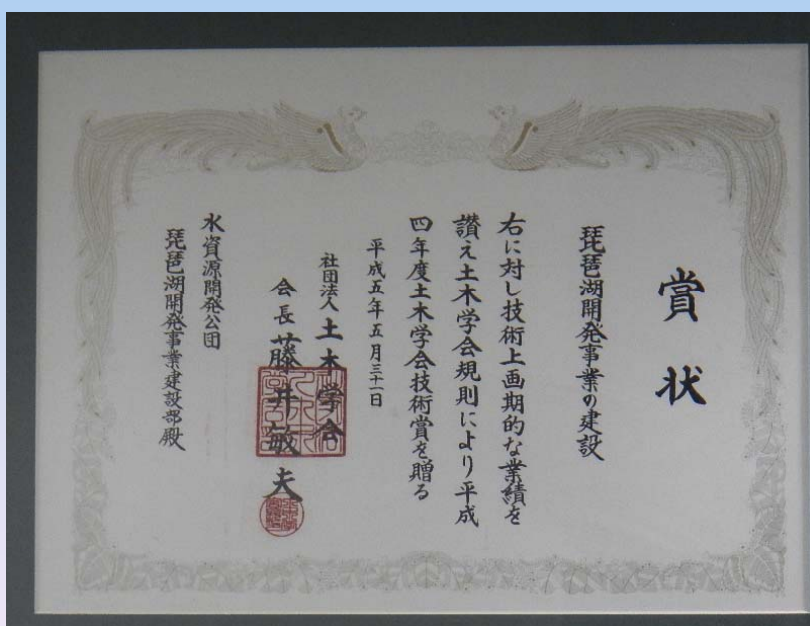 賞状
琵琶湖開発事業の建設
右に対し技術上画期的な業績を
讃え土木学会規則により平成
四年度土木学会技術賞を贈る
平成五年五月三十一日
社団法人土木学会
会長藤井敏夫
水資源開発公団
琵琶湖開発事業建設部殿